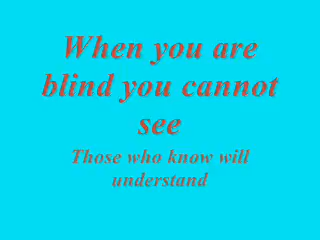 When you are
blind you cannot
see
Those who know will
understand